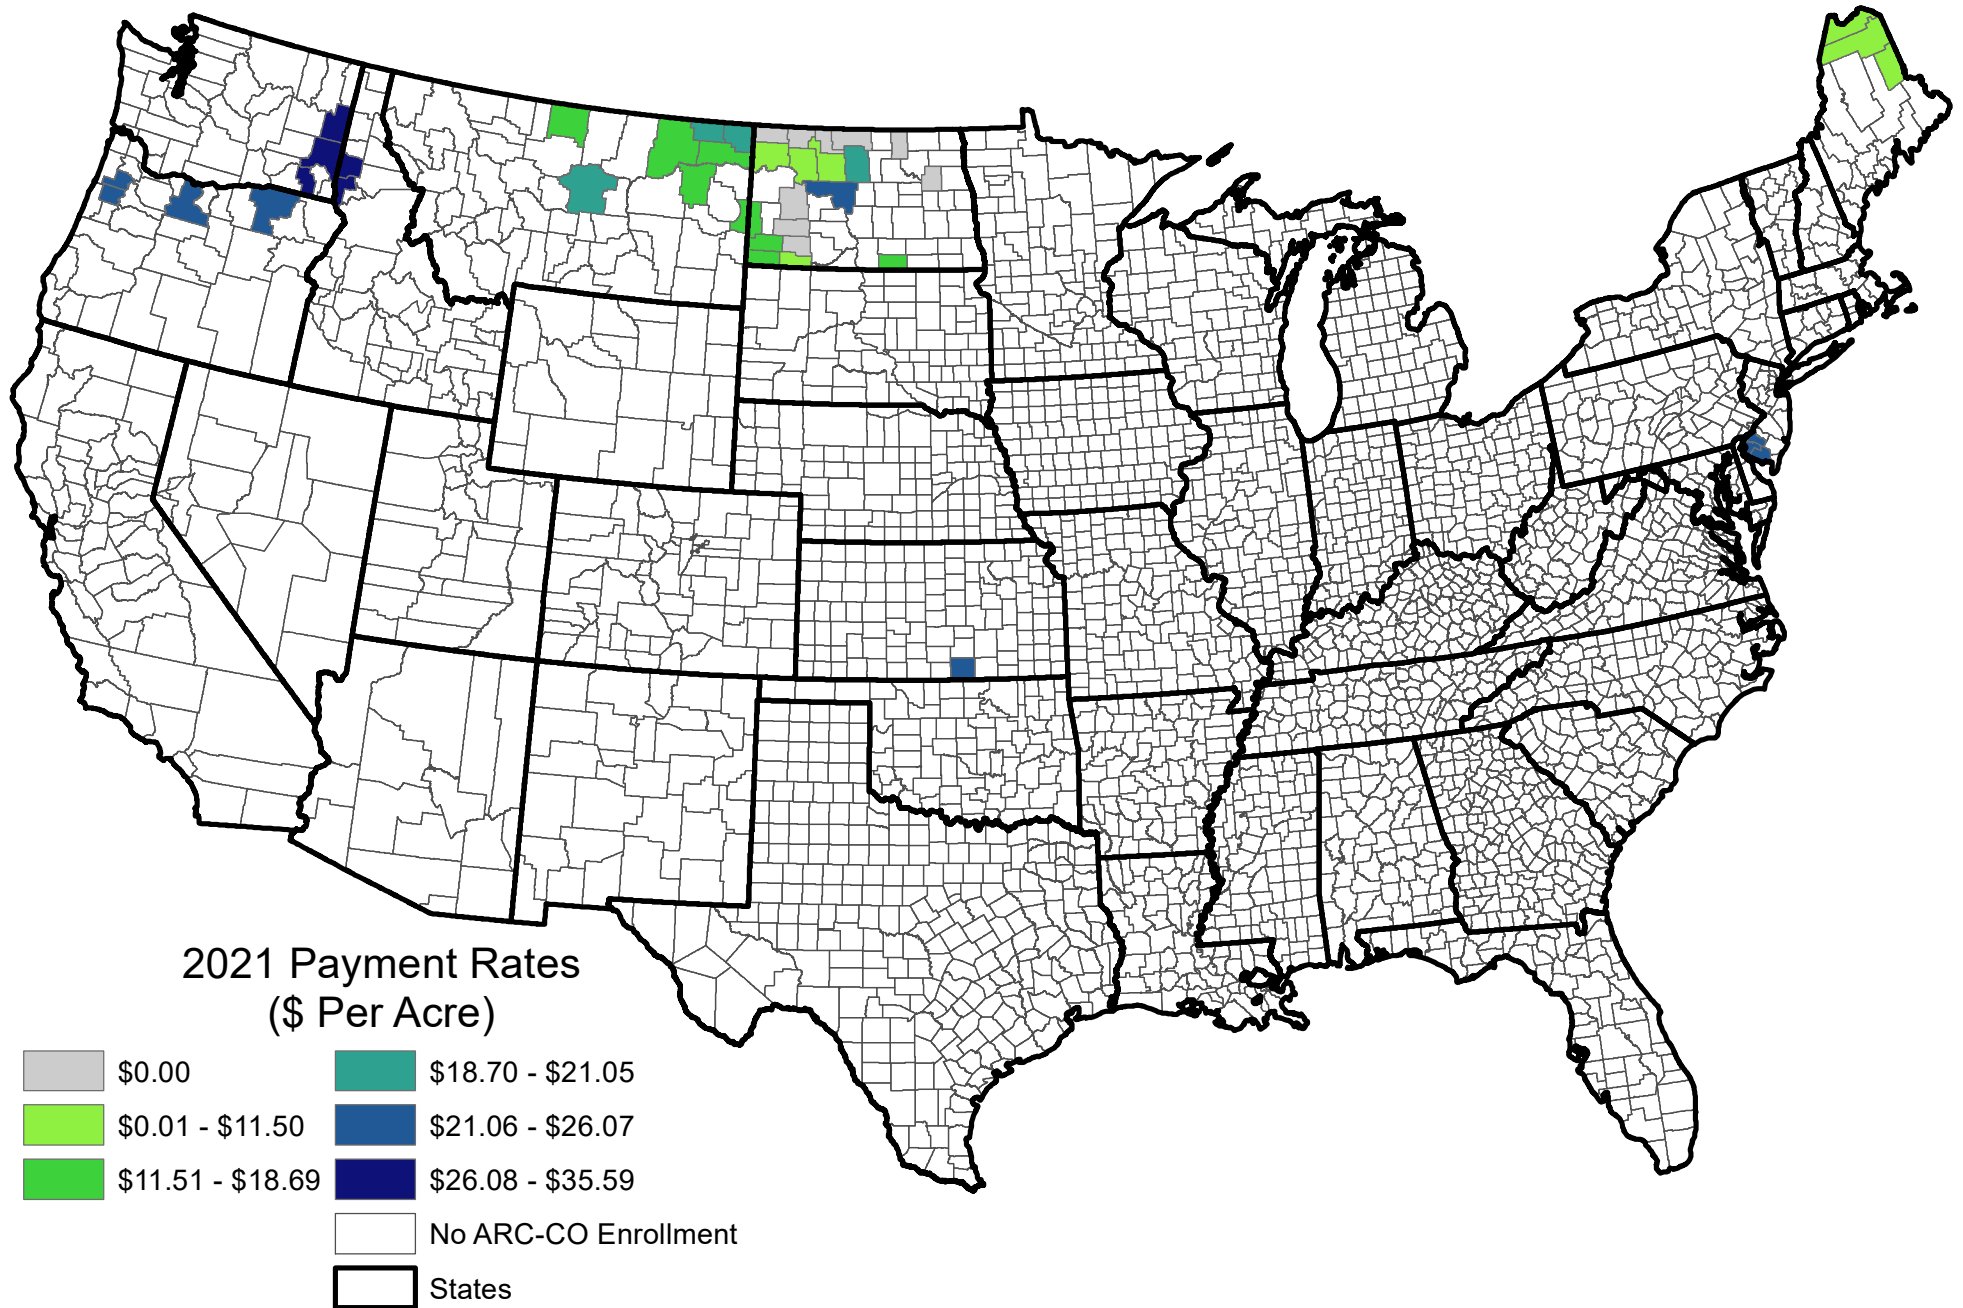 2021 Payment Rates
($ Per Acre)
$0.00
$0.01 - $11.50
$11.51 - $18.69
$18.70 - $21.05
$21.06 - $26.07
$26.08 - $35.59
No ARC-CO Enrollment
States